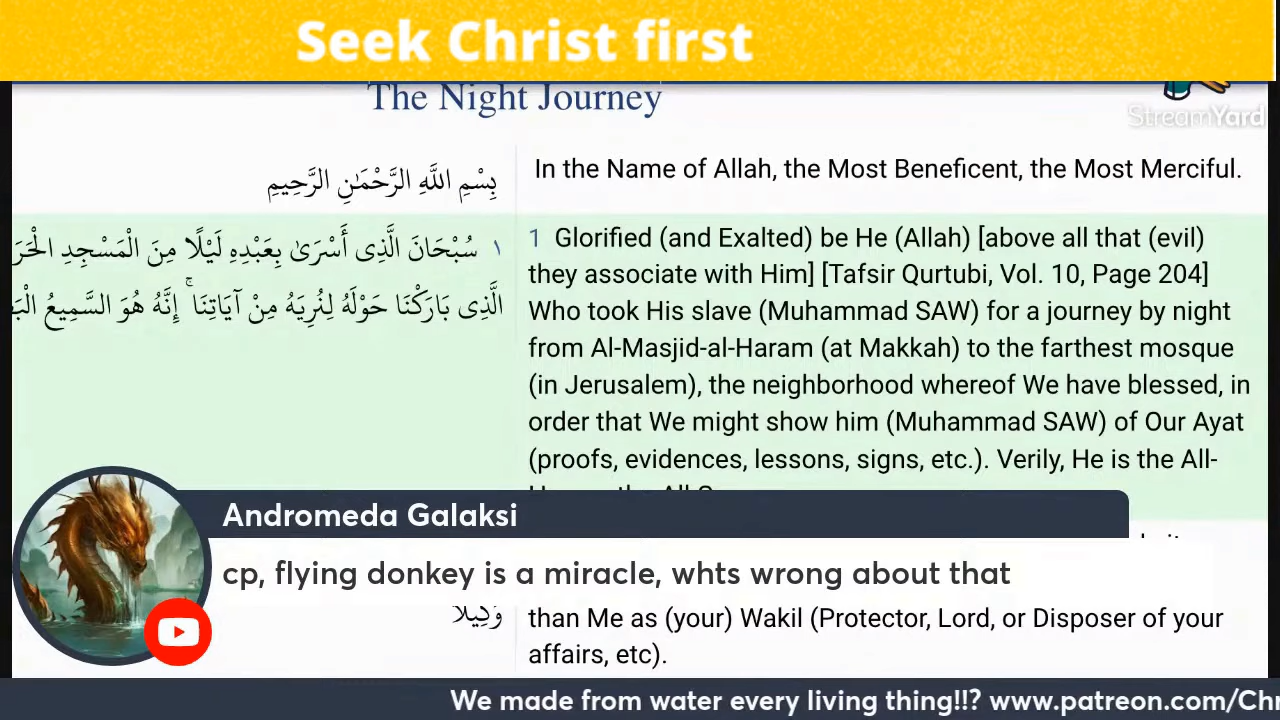 Seek Christ first
The Night Journey
StreamYard
بِسْمِ اللَّهِ الرَّحْمَٰنِ الرَّحِيمِ
In the Name of Allah, the Most Beneficent, the Most Merciful.
١ سُبْحَانَ الَّذِى أَسْرَىٰ بِعَبْدِهِ لَيْلًا مِنَ الْمَسْجِدِ
الَّذِى بَارَكْنَا حَوْلَهُ لِنُرِيَهُ مِنْ آيَاتِنَا ۚ إِنَّهُ هُوَ السَّمِيعُ
1 Glorified (and Exalted) be He (Allah) [above all that (evil)
they associate with Him] [Tafsir Qurtubi, Vol. 10, Page 204]
Who took His slave (Muhammad SAW) for a journey by night
from Al-Masjid-al-Haram (at Makkah) to the farthest mosque
(in Jerusalem), the neighborhood whereof We have blessed, in
order that We might show him (Muhammad SAW) of Our Ayat
(proofs, evidences, lessons, signs, etc.). Verily, He is the All-
Andromeda Galaksi
cp, flying donkey is a miracle, whts wrong about that
وَكِيلًا
than Me as (your) Wakil (Protector, Lord, or Disposer of your
affairs, etc).
We made from water every living thing!!? www.patreon.com/Chr